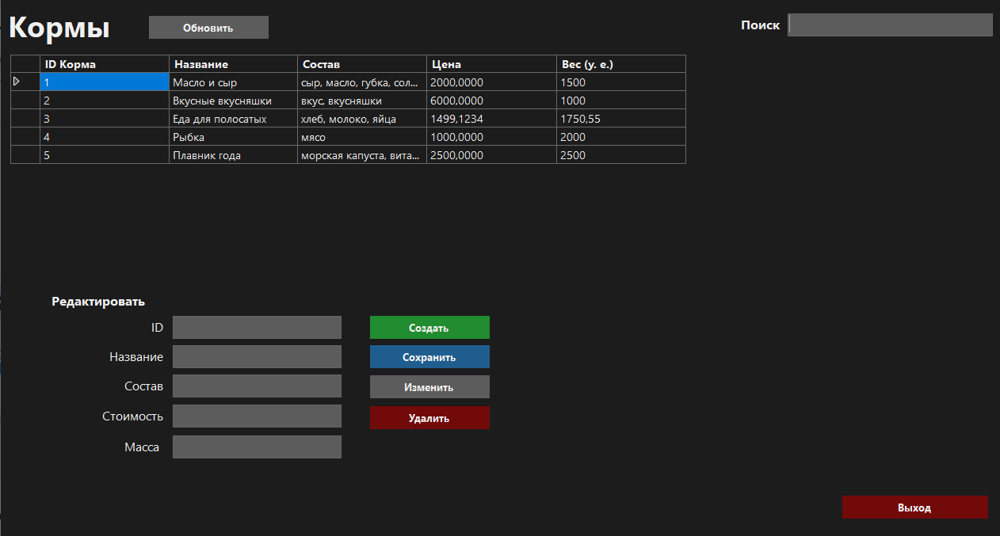 Кормы Обновить Поиск
ID Корма Название Состав Цена Вес (у. е.)
1 Масло и сыр сыр, масло, губка, сол... 2000,0000 1500
2 Вкусные вкусняшки вкус, вкусняшки 6000,0000 1000
3 Еда для полосатых хлеб, молоко, яйца 1499,1234 1750,55
4 Рыбка мясо 1000,0000 2000
5 Плавник года морская капуста, вита... 2500,0000 2500
Редактировать
ID Создать
Название Сохранить
Состав Изменить
Стоимость Удалить
Масса
Выход